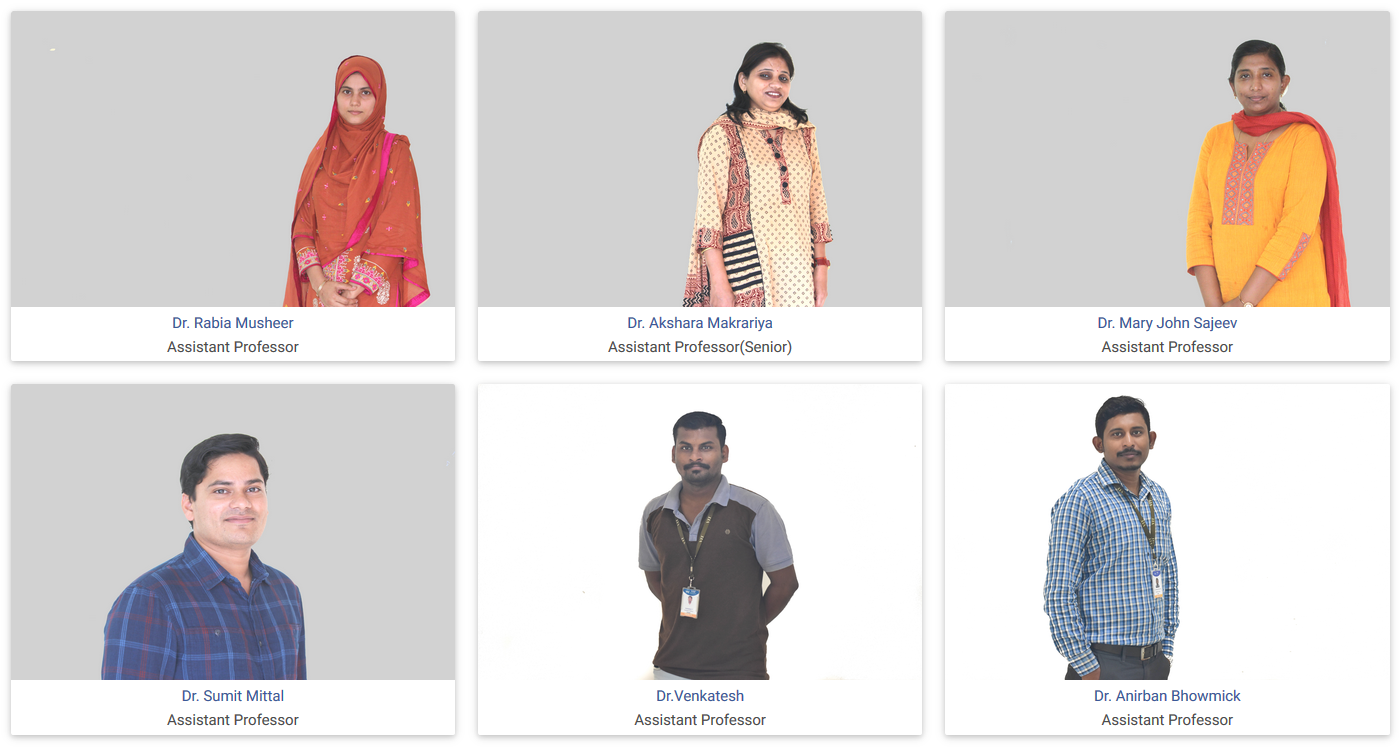 Dr. Rabia Musheer
Assistant Professor
Dr. Akshara Makrariya
Assistant Professor(Senior)
Dr. Mary John Sajeev
Assistant Professor
Dr. Sumit Mittal
Assistant Professor
Dr.Venkatesh
Assistant Professor
Dr. Anirban Bhowmick
Assistant Professor